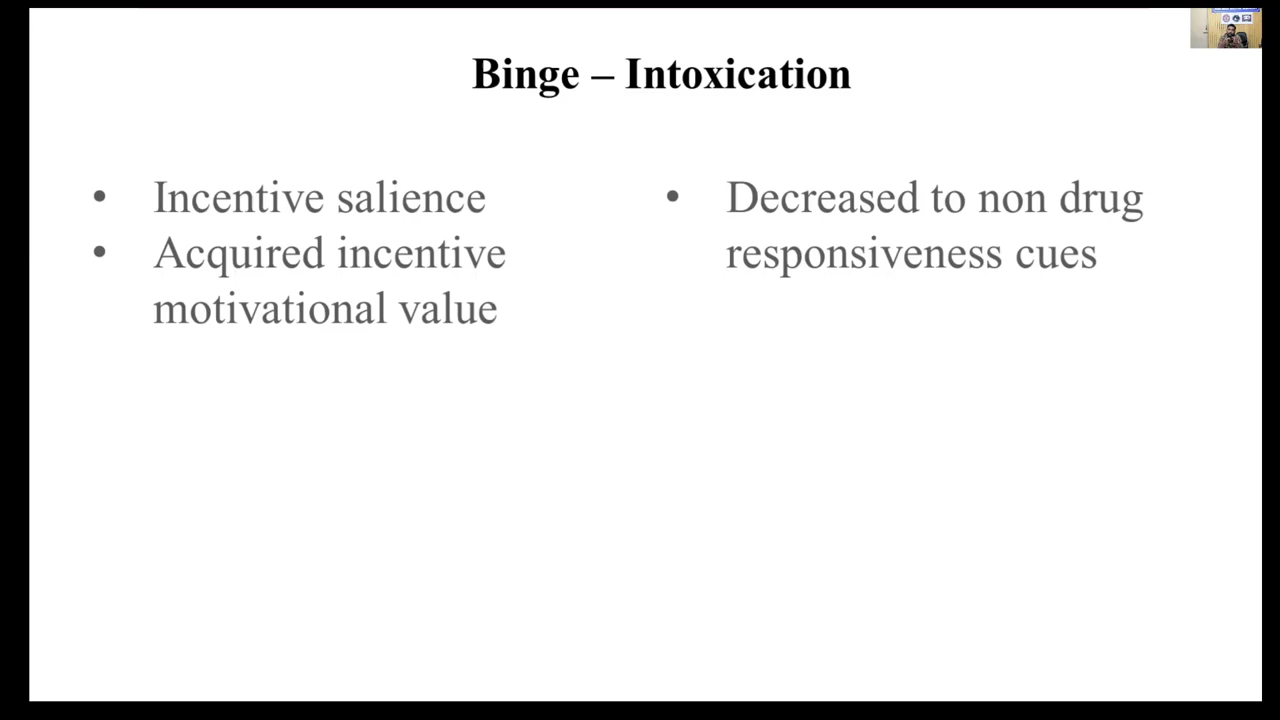 Binge – Intoxication
• Incentive salience
• Acquired incentive
motivational value
• Decreased to non drug
responsiveness cues